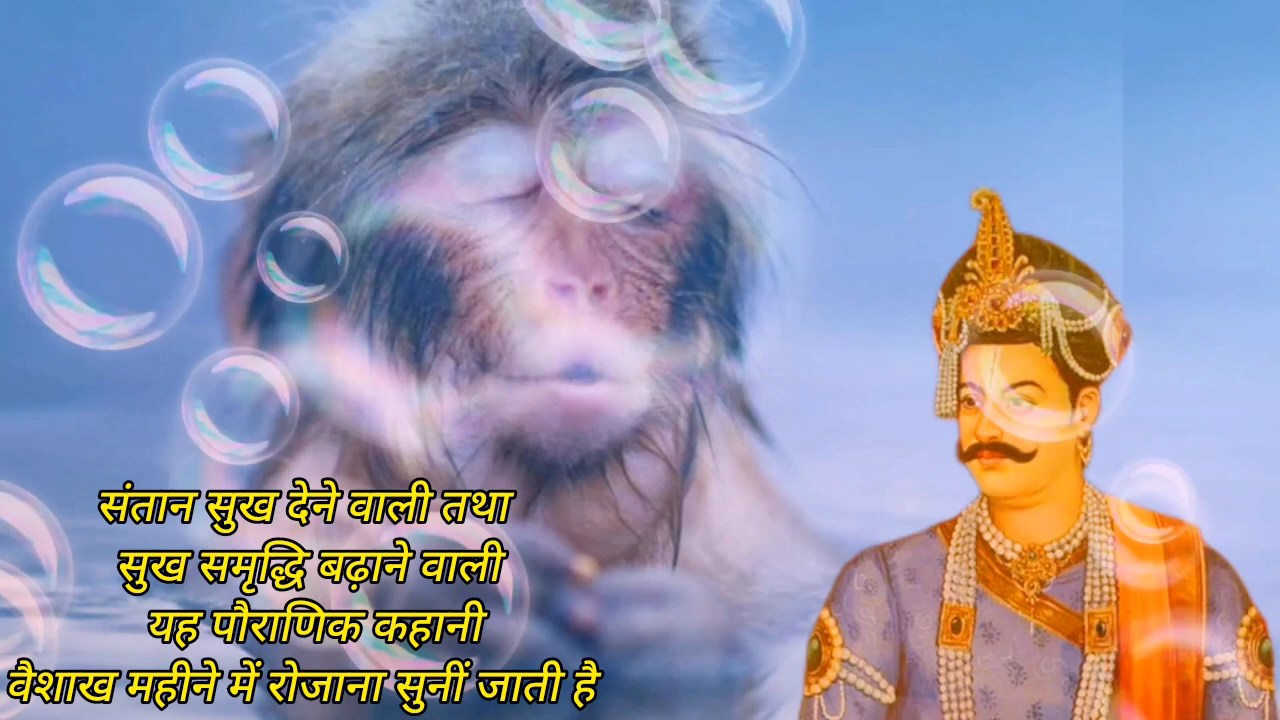 संतान सुख देने वाली तथा
सुख समृद्धि बढ़ाने वाली
यह पौराणिक कहानी
वैशाख महीने में रोजाना सुनीं जाती है